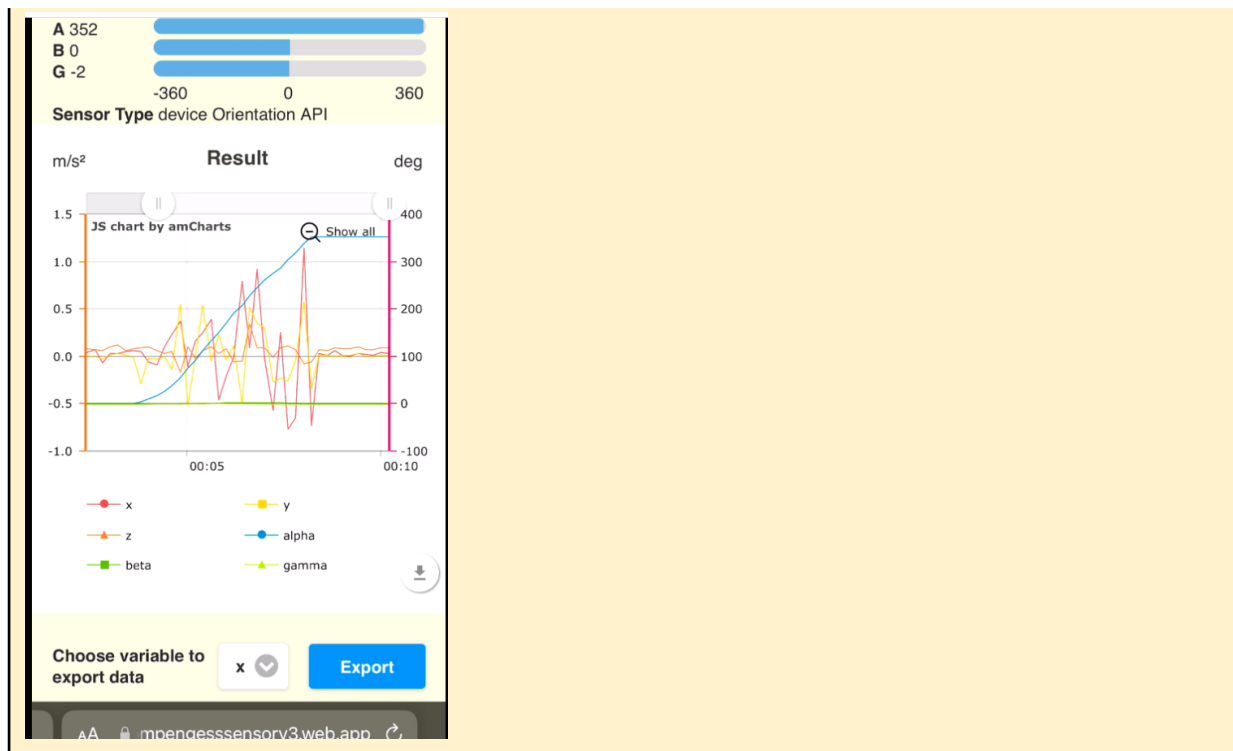 A 352
B 0
G -2
-360 0 360
Sensor Type device Orientation API
m/s² Result deg
1.5 400
JS chart by amCharts Show all
1.0 300
0.5 200
0.0 100
-0.5 0
-1.0 -100
00:05 00:10
x y
z alpha
beta gamma
Choose variable to
export data
x Export
AA mpengesssensorv3.web.app